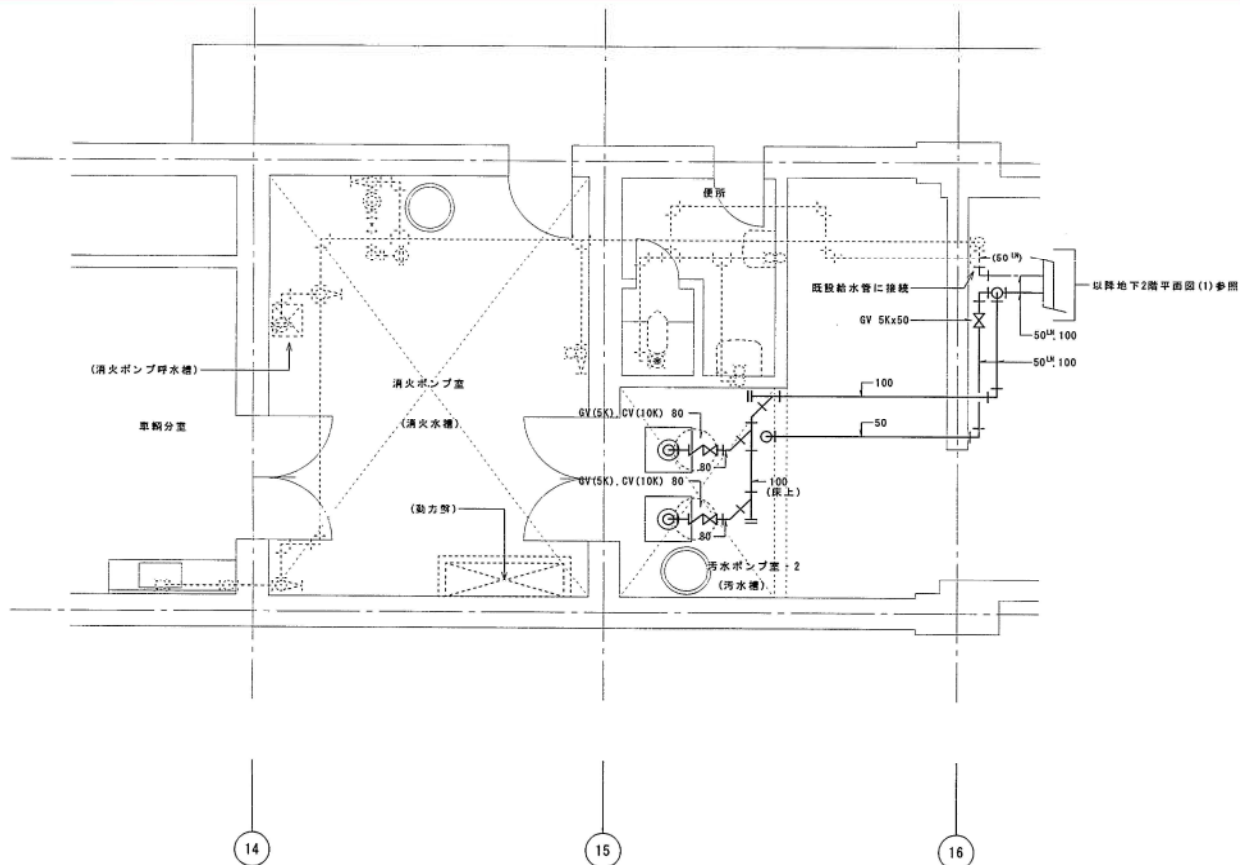 便所
(50ᴸᴹ)
既設給水管に接続
以降地下2階平面図(1)参照
GV 5Kx50
50ᴸᴹ.100
50ᴸᴹ.100
(消火ポンプ呼水槽)
消火ポンプ室
100
(消火水槽)
GV(5K).CV(10K) 80
車輌分室
50
80
GV(5K).CV(10K) 80
100
(床上)
(動力盤)
80
汚水ポンプ室-2
(汚水槽)
14
15
16